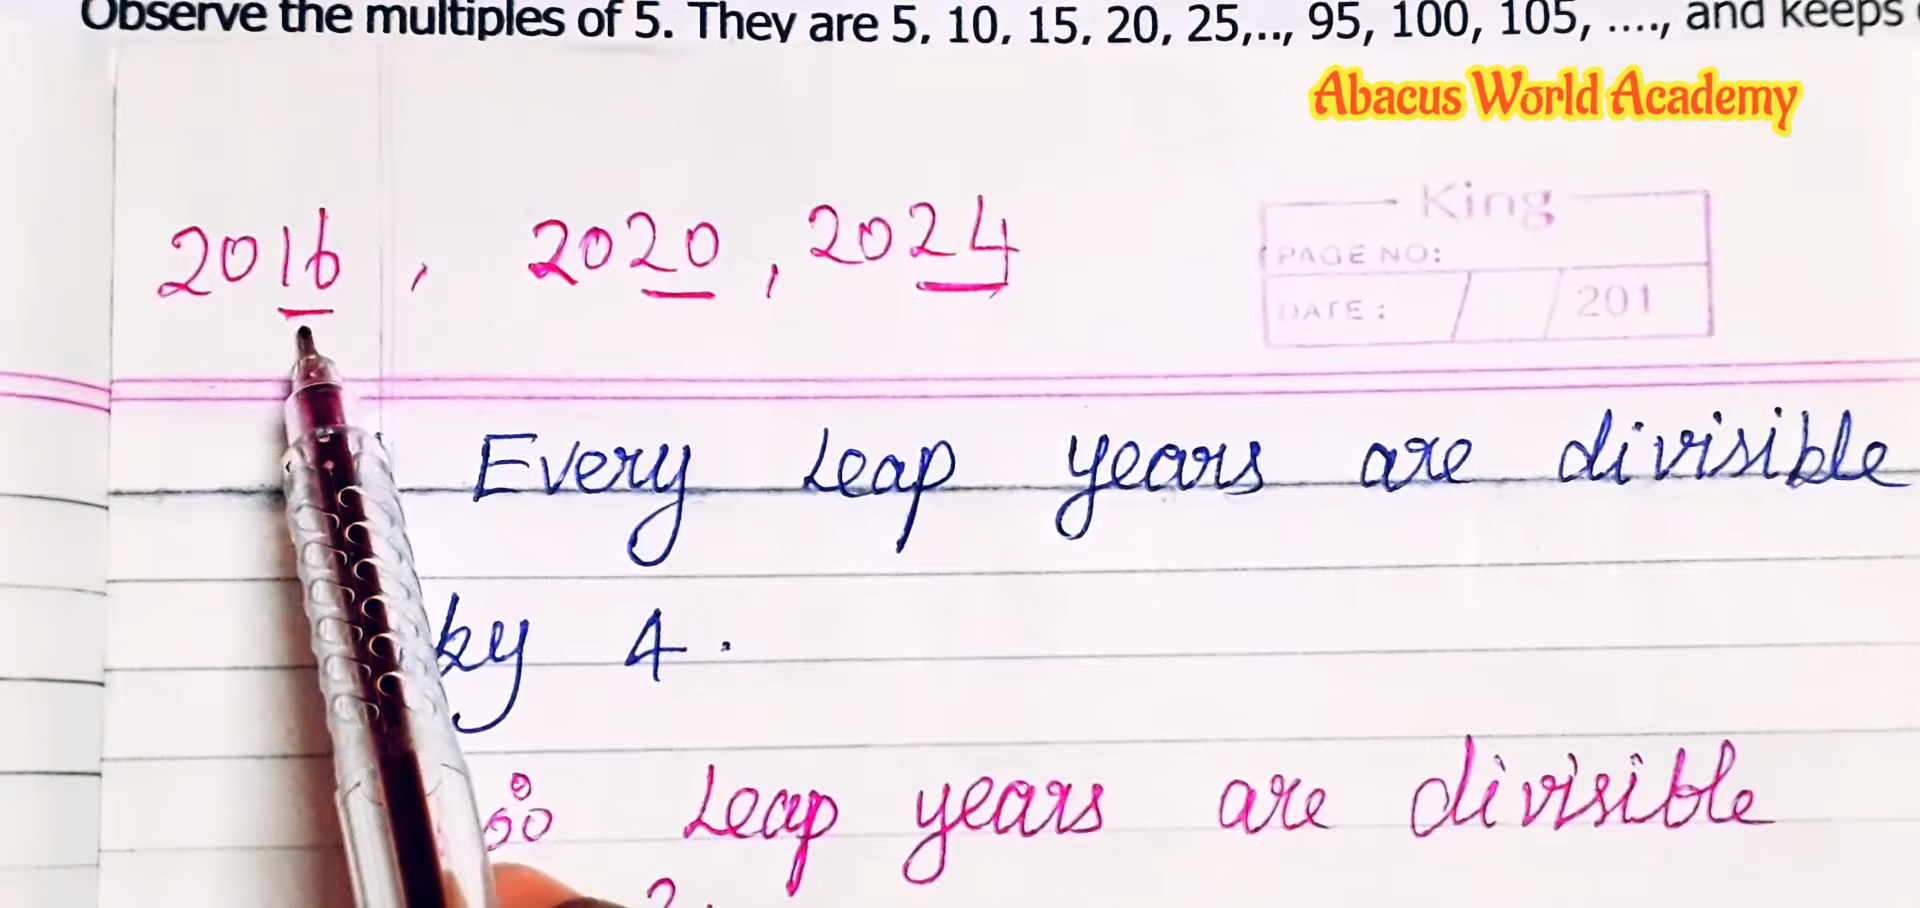 Observe the multiples of 5. They are 5, 10, 15, 20, 25,.., 95, 100, 105, ...., and keeps
Abacus World Academy
2016 , 2020 , 2024
King
PAGE NO:
DATE : / / 201
Every Leap years are divisible
by 4 .
∴ Leap years are divisible